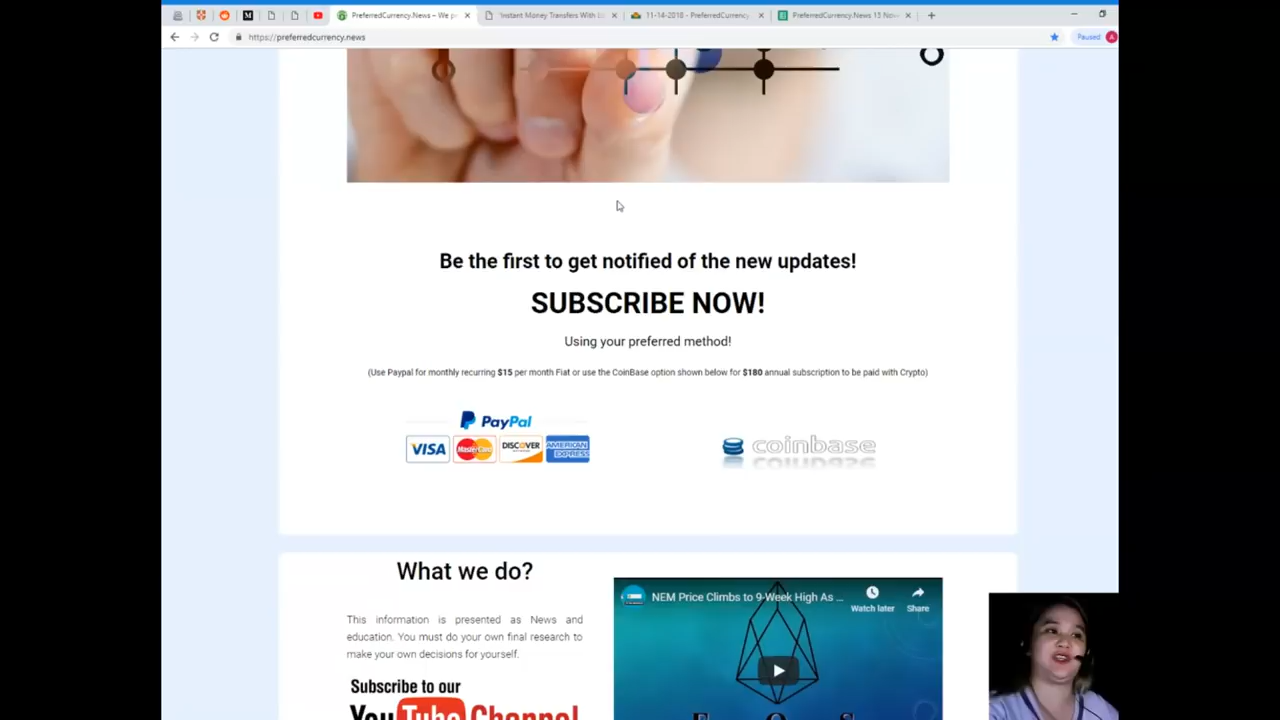 PreferredCurrency.News – We p
'Instant Money Transfers With
11-14-2018 - PreferredCurrency
PreferredCurrency.News 13 Nov
https://preferredcurrency.news
Paused
A
Be the first to get notified of the new updates!
SUBSCRIBE NOW!
Using your preferred method!
(Use Paypal for monthly recurring $15 per month Fiat or use the CoinBase option shown below for $180 annual subscription to be paid with Crypto)
PayPal
VISA
MasterCard
DISCOVER
AMERICAN EXPRESS
coinbase
What we do?
This information is presented as News and
education. You must do your own final research to
make your own decisions for yourself.
Subscribe to our
YouTube Channel
NEM Price Climbs to 9-Week High As ...
Watch later
Share
E O S